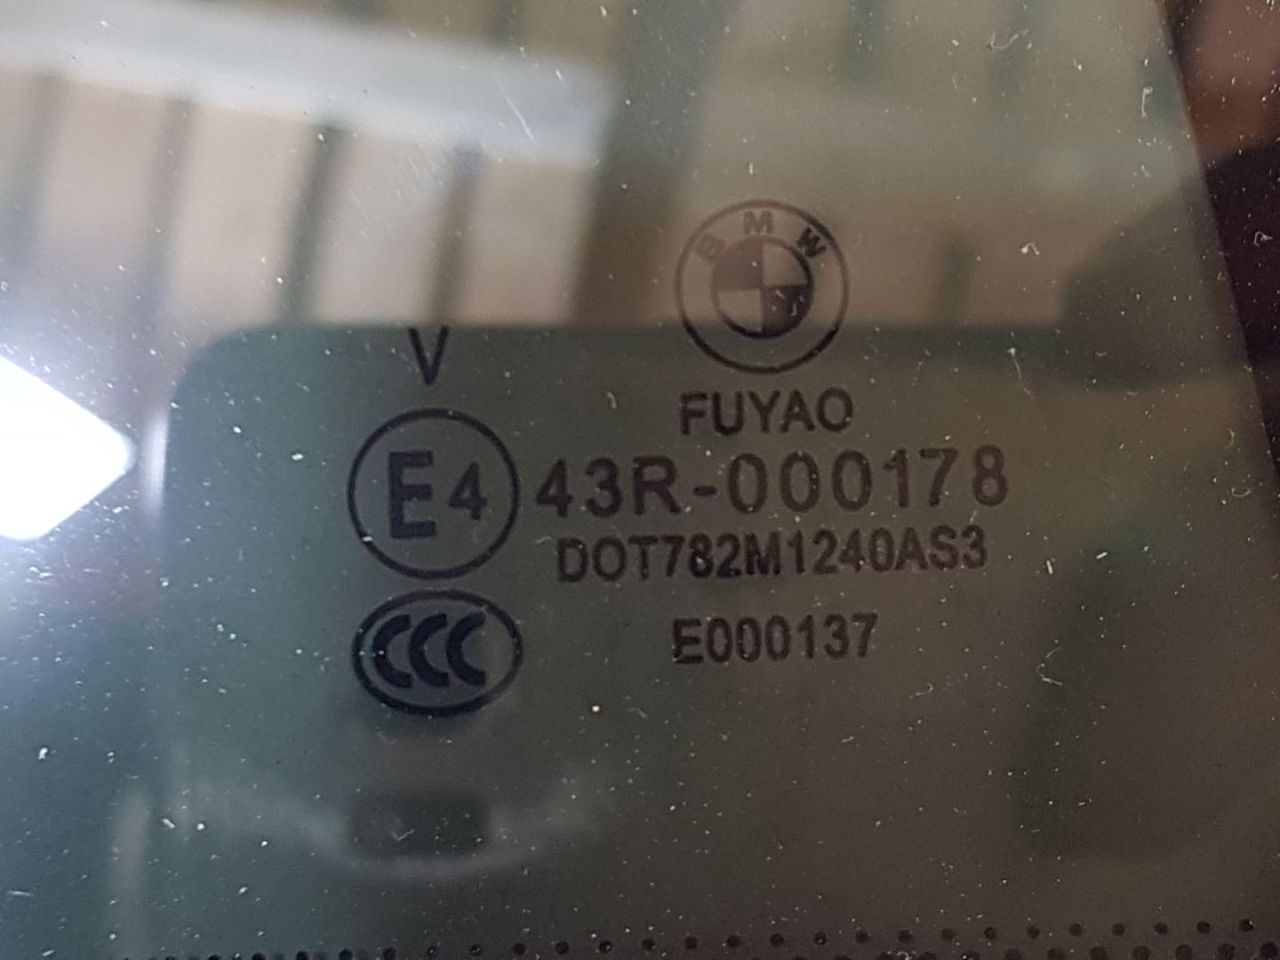 BMW
V
FUYAO
E4 43R-000178
DOT782M1240AS3
CCC E000137